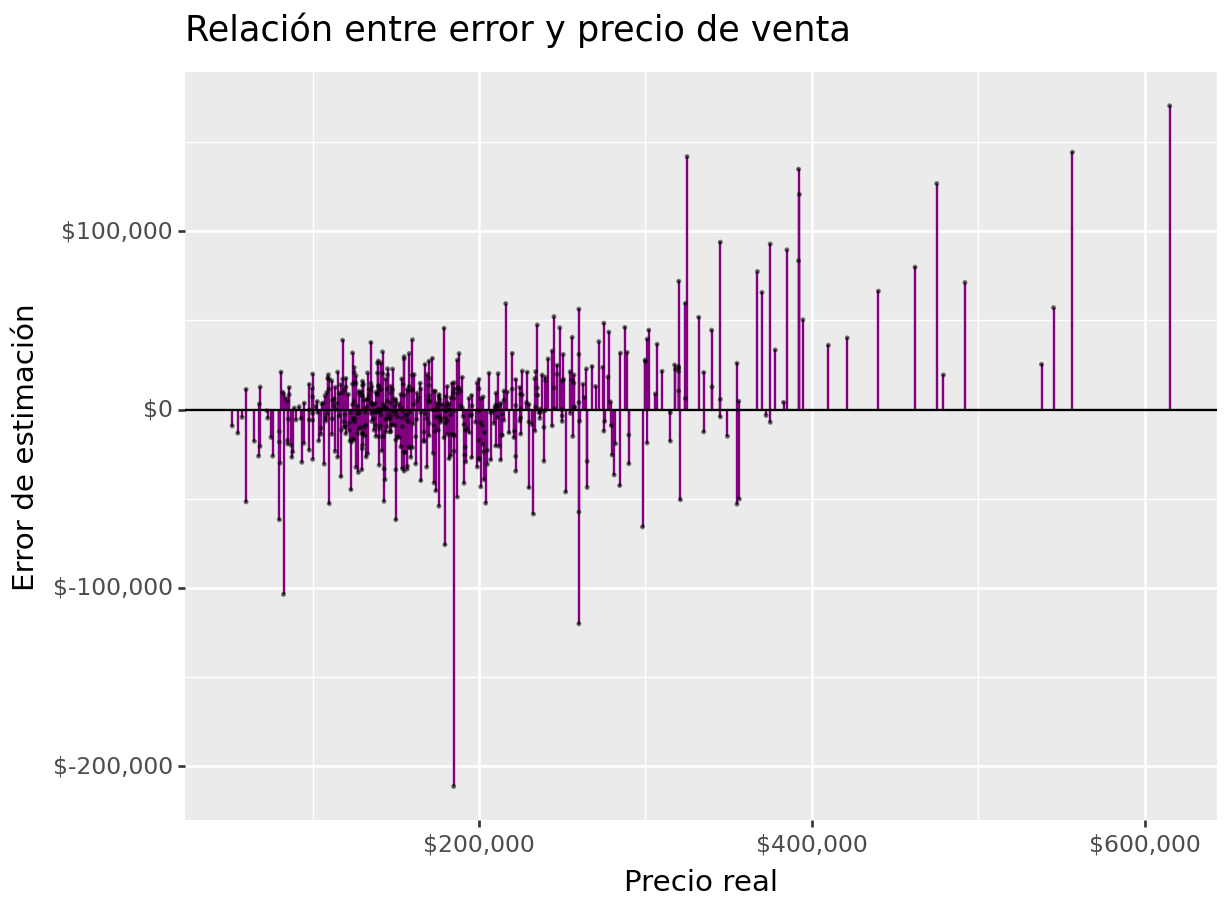 Relación entre error y precio de venta
Error de estimación
$100,000
$0
$-100,000
$-200,000
$200,000
$400,000
$600,000
Precio real